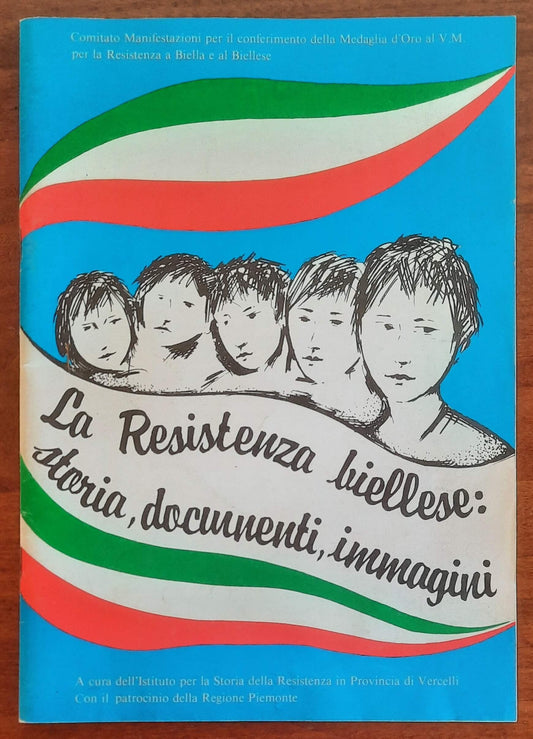 Comitato Manifestazioni per il conferimento della Medaglia d'Oro al V.M.
per la Resistenza a Biella e al Biellese
La Resistenza biellese:
storia, documenti, immagini
A cura dell'Istituto per la Storia della Resistenza in Provincia di Vercelli
Con il patrocinio della Regione Piemonte